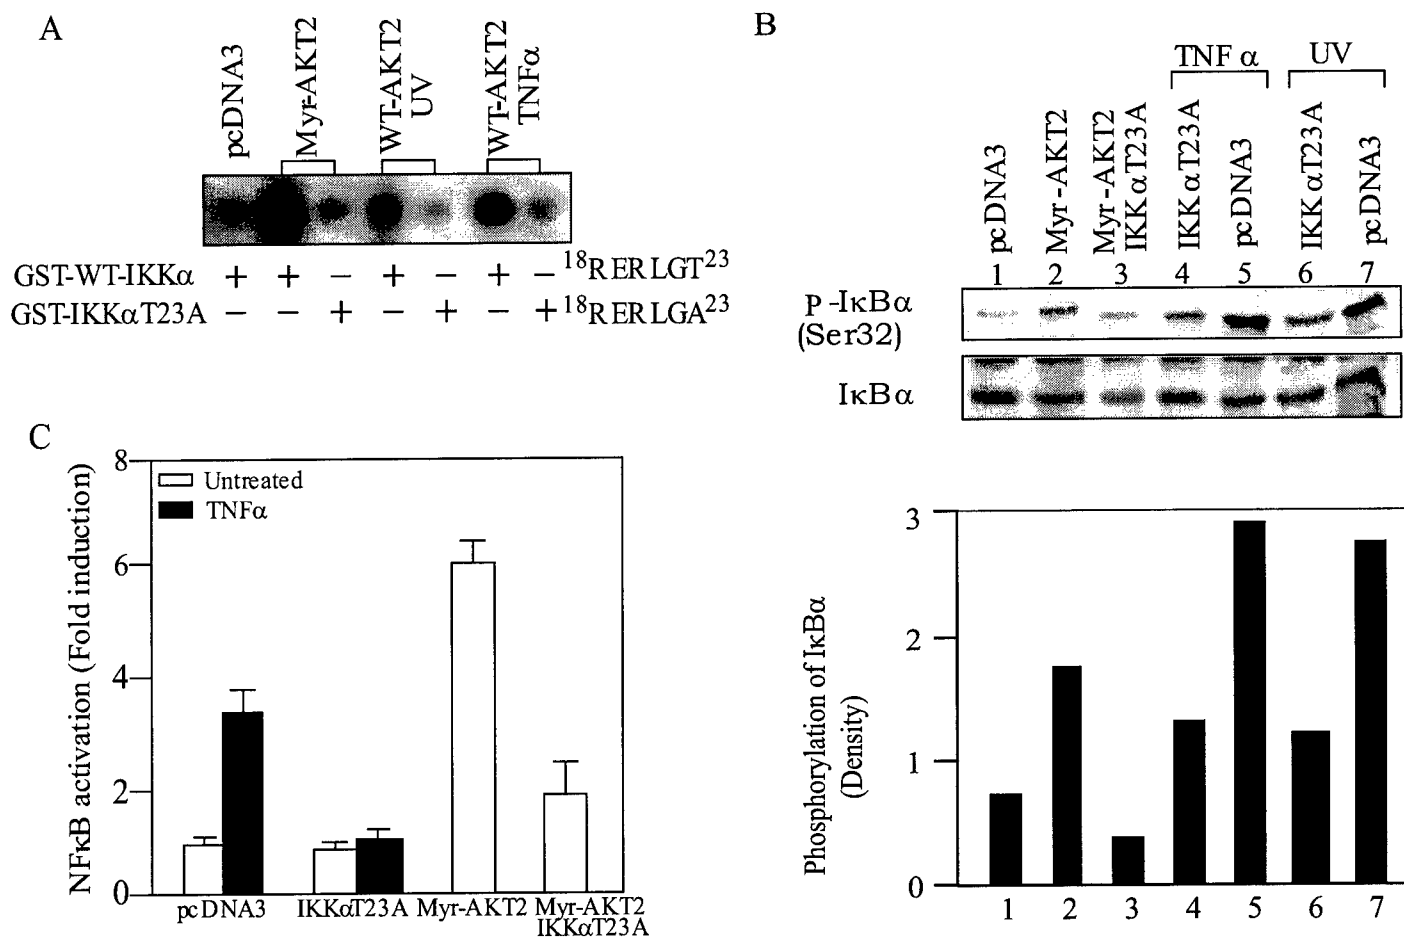 A
pcDNA3
Myr-AKT2
WT-AKT2
UV
WT-AKT2
TNFα
GST-WT-IKKα + + – + – + – ¹⁸RERLGT²³
GST-IKKαT23A – – + – + – + ¹⁸RERLGA²³
B
TNF α
UV
pcDNA3
Myr-AKT2
Myr-AKT2
IKKαT23A
IKKαT23A
pcDNA3
IKKαT23A
pcDNA3
1 2 3 4 5 6 7
P-IκBα
(Ser32)
IκBα
Phosphorylation of IκBα
(Density)
3
2
1
0
1 2 3 4 5 6 7
C
NFκB activation (Fold induction)
8
6
4
2
0
Untreated
TNFα
pcDNA3 IKKαT23A Myr-AKT2 Myr-AKT2
IKKαT23A